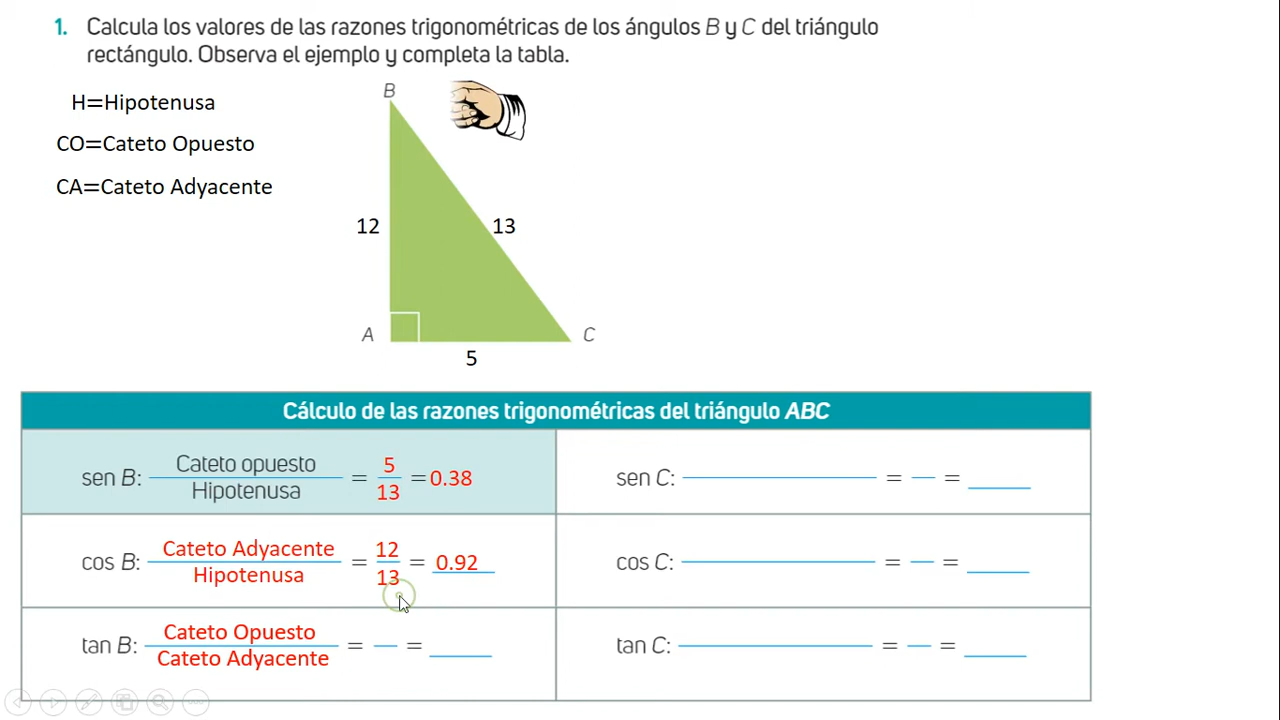 1. Calcula los valores de las razones trigonométricas de los ángulos B y C del triángulo
rectángulo. Observa el ejemplo y completa la tabla.
H=Hipotenusa
CO=Cateto Opuesto
CA=Cateto Adyacente
B
12
13
A
C
5
Cálculo de las razones trigonométricas del triángulo ABC
sen B: Cateto opuesto / Hipotenusa = 5 / 13 = 0.38
sen C: = =
cos B: Cateto Adyacente / Hipotenusa = 12 / 13 = 0.92
cos C: = =
tan B: Cateto Opuesto / Cateto Adyacente = =
tan C: = =